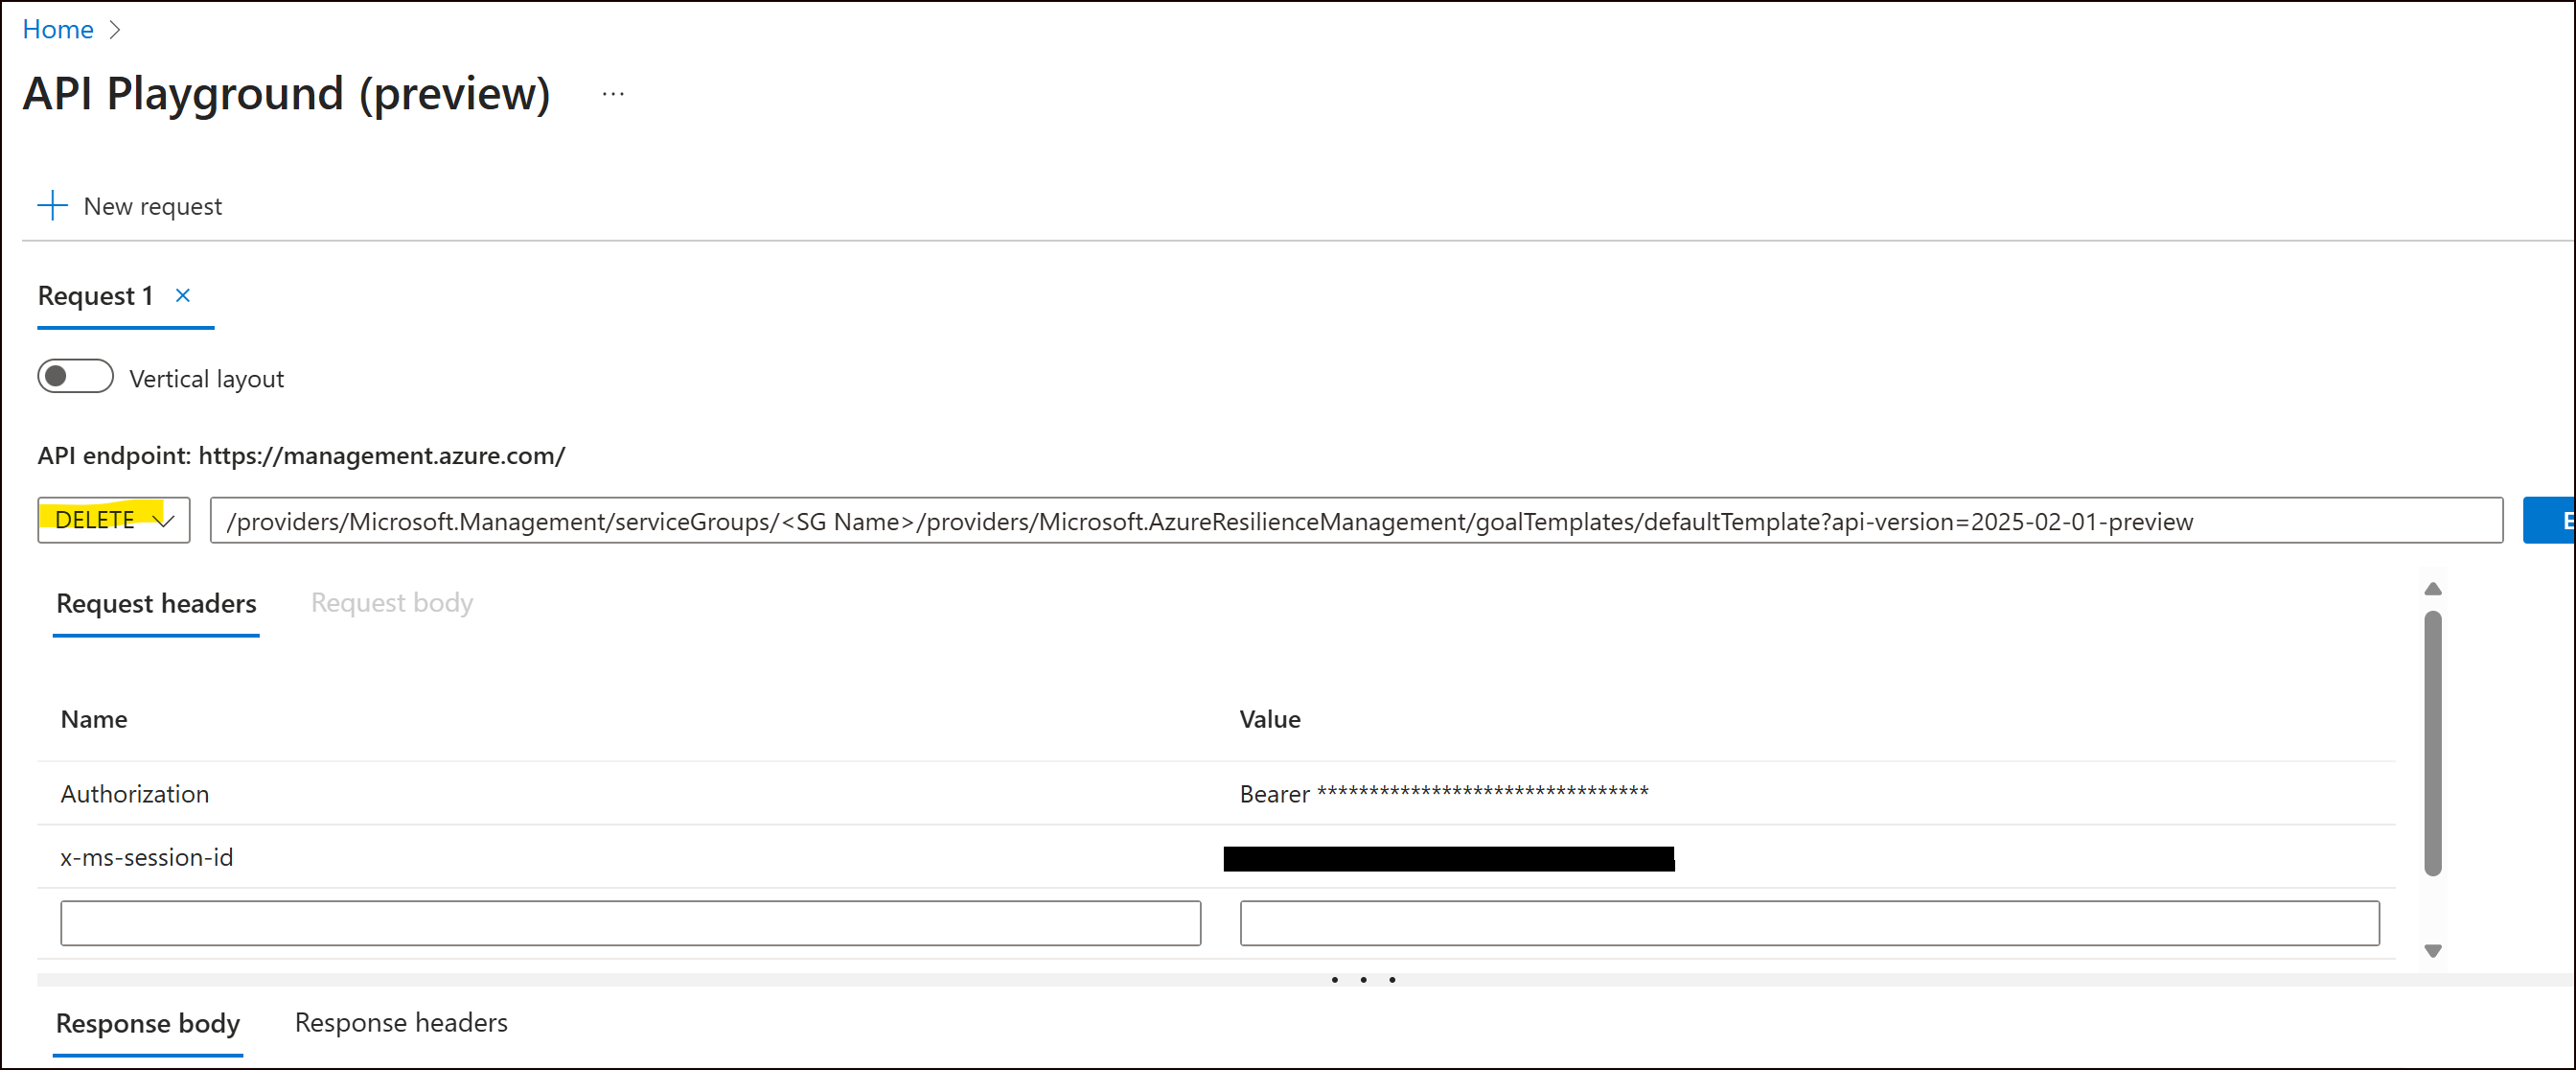 Home >
API Playground (preview) ...
New request
Request 1 ×
Vertical layout
API endpoint: https://management.azure.com/
DELETE /providers/Microsoft.Management/serviceGroups/<SG Name>/providers/Microsoft.AzureResilienceManagement/goalTemplates/defaultTemplate?api-version=2025-02-01-preview
Request headers Request body
Name Value
Authorization Bearer ********************************
x-ms-session-id
Response body Response headers